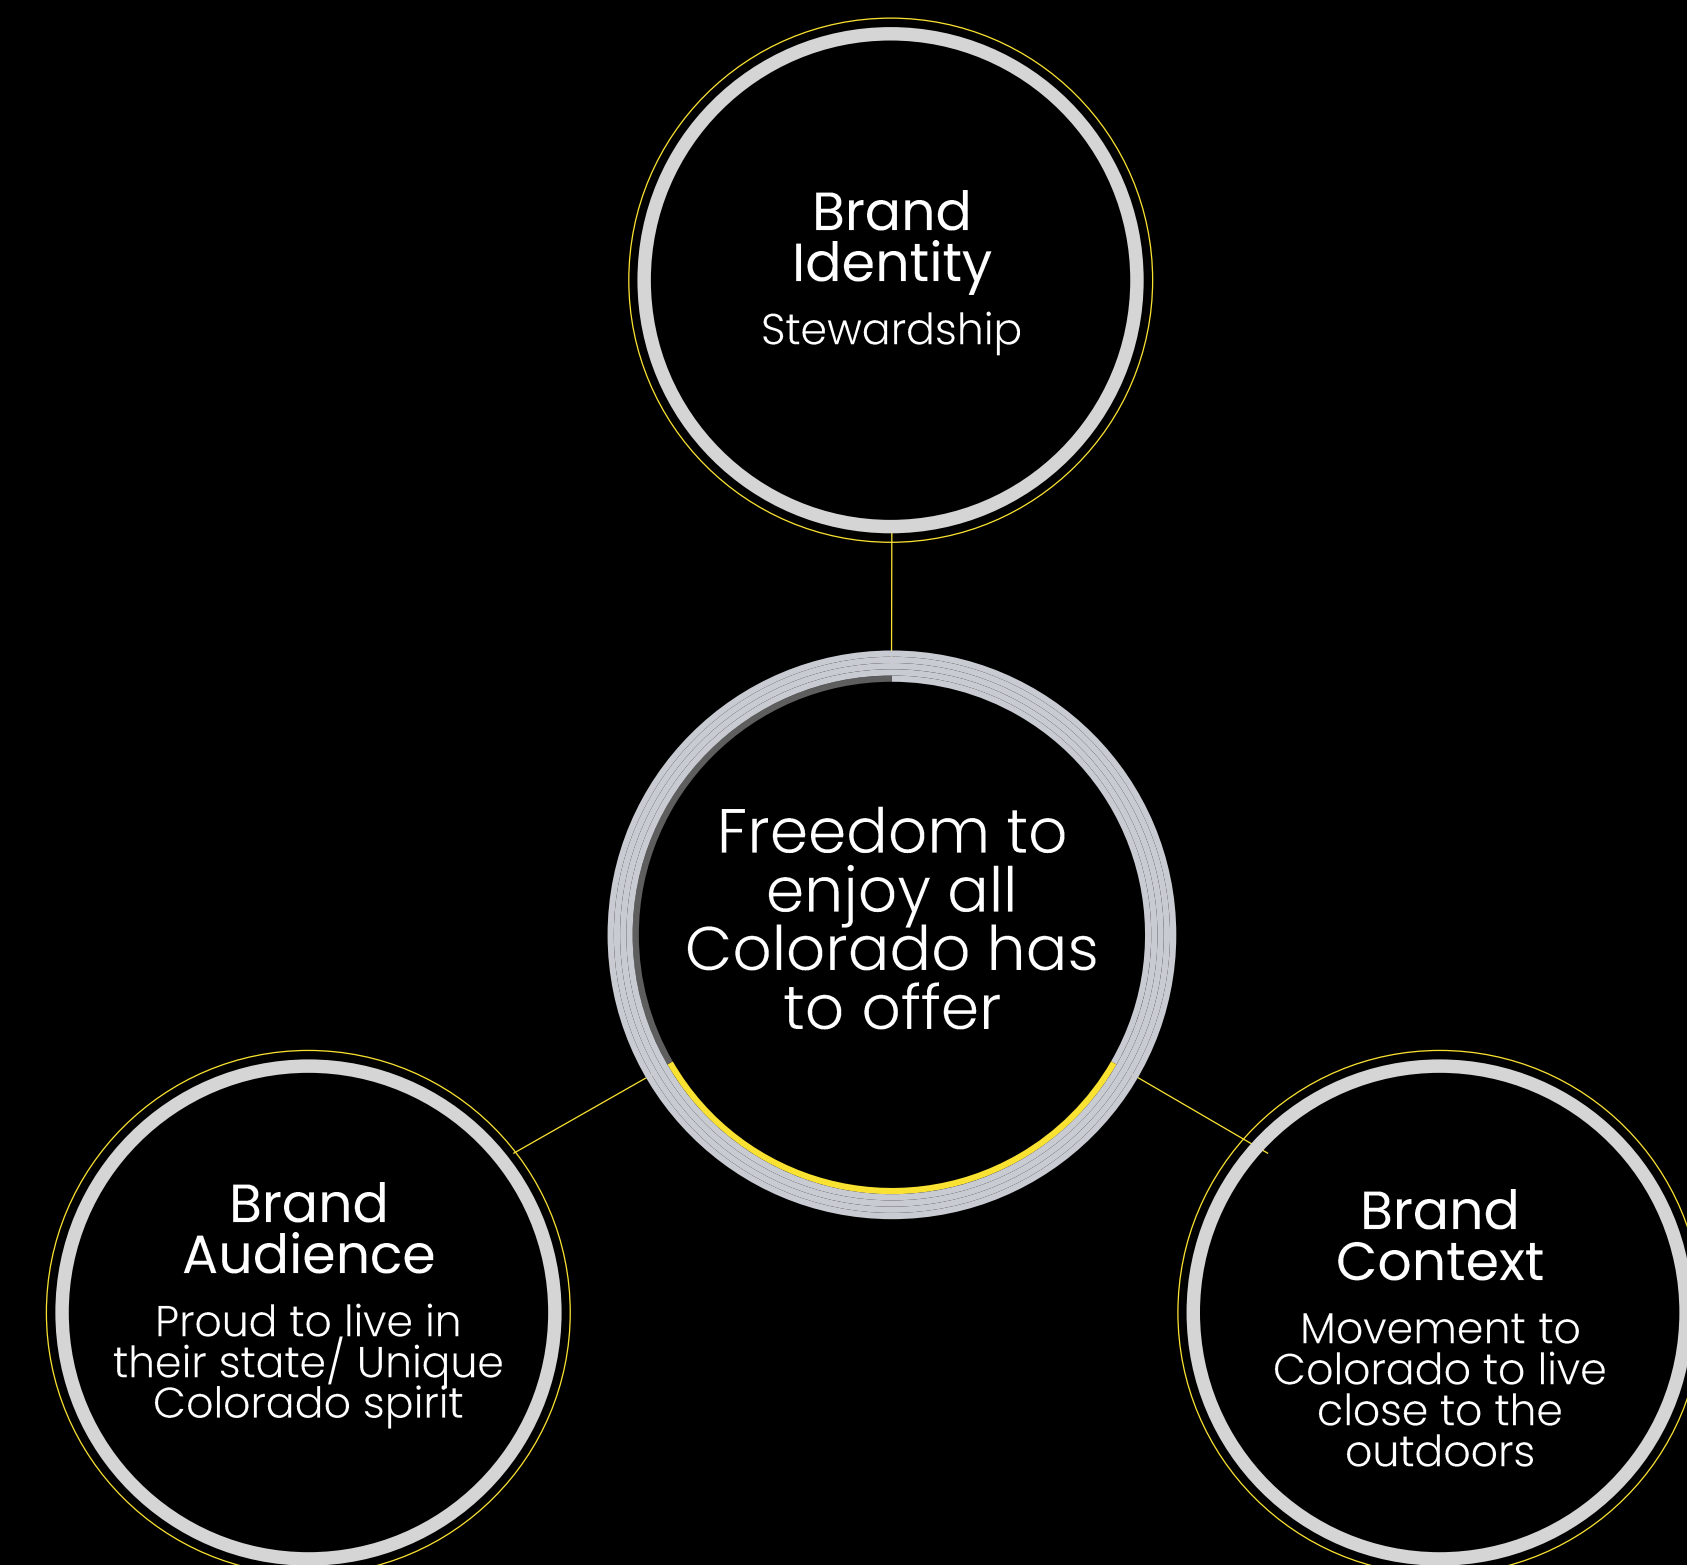 Brand
Identity
Stewardship
Freedom to
enjoy all
Colorado has
to offer
Brand
Audience
Proud to live in
their state/ Unique
Colorado spirit
Brand
Context
Movement to
Colorado to live
close to the
outdoors